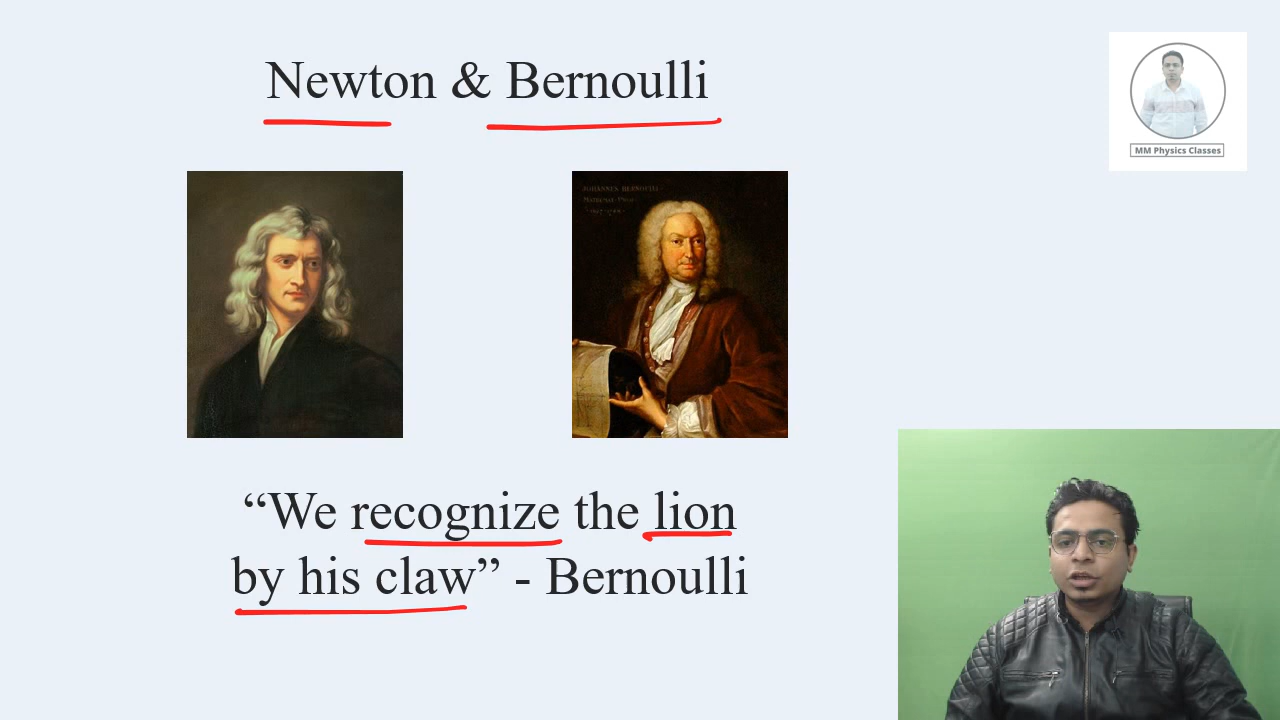 Newton & Bernoulli
MM Physics Classes
“We recognize the lion
by his claw” - Bernoulli